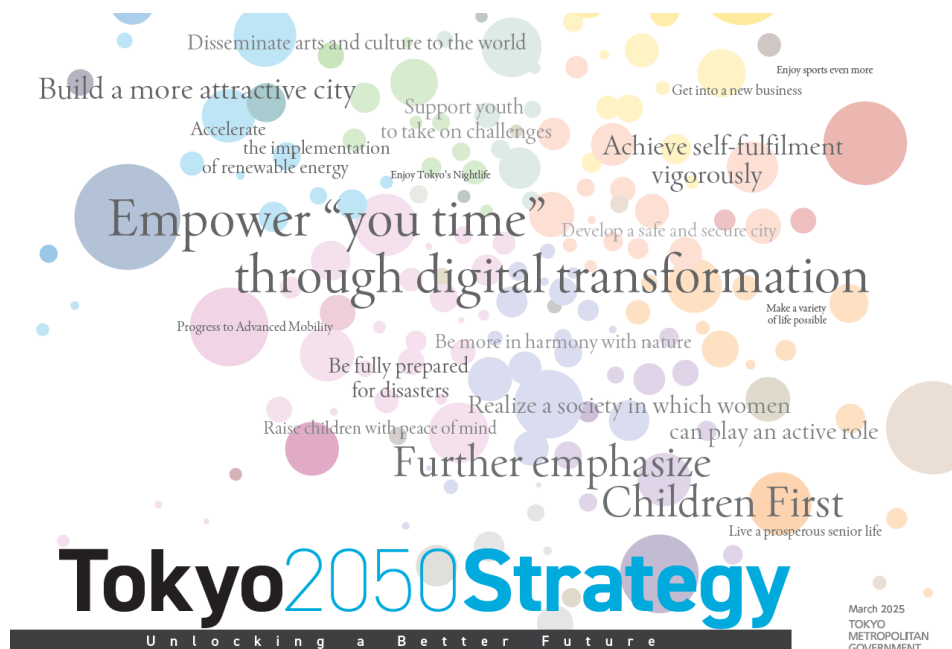 Disseminate arts and culture to the world
Enjoy sports even more
Build a more attractive city
Get into a new business
Support youth
to take on challenges
Accelerate
the implementation
of renewable energy
Achieve self-fulfilment
vigorously
Enjoy Tokyo's Nightlife
Empower “you time”
through digital transformation
Develop a safe and secure city
Make a variety
of life possible
Progress to Advanced Mobility
Be more in harmony with nature
Be fully prepared
for disasters
Realize a society in which women
can play an active role
Raise children with peace of mind
Further emphasize
Children First
Live a prosperous senior life
Tokyo2050Strategy
Unlocking a Better Future
March 2025
TOKYO
METROPOLITAN
GOVERNMENT